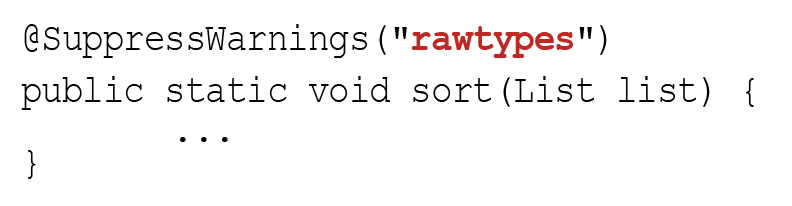 @SuppressWarnings("rawtypes")
public static void sort(List list) {
...
}